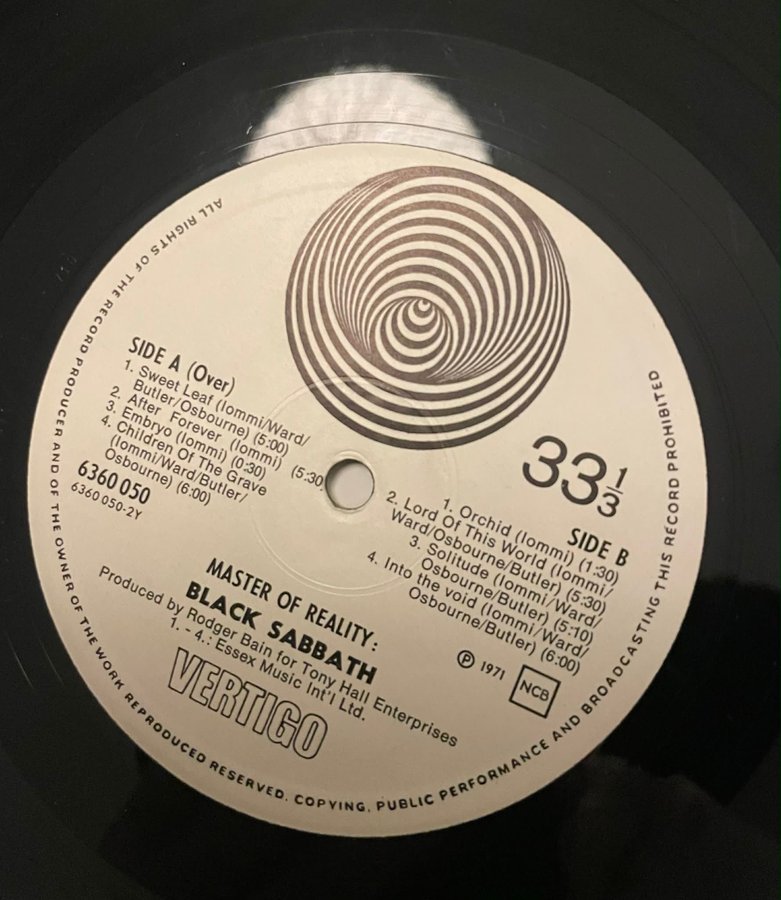 SIDE A (Over)
1. Sweet Leaf (Iommi/Ward/
Butler/Osbourne) (5:00)
2. After Forever (Iommi) (5:30)
3. Embryo (Iommi) (0:30)
4. Children Of The Grave
(Iommi/Ward/Butler/
Osbourne) (6:00)
6360 050
6360 050-2Y
33 1/3
SIDE B
1. Orchid (Iommi) (1:30)
2. Lord Of This World (Iommi/
Ward/Osbourne/Butler) (5:30)
3. Solitude (Iommi/Ward/
Osbourne/Butler) (5:10)
4. Into the void (Iommi/Ward/
Osbourne/Butler) (6:00)
℗ 1971
NCB
MASTER OF REALITY:
BLACK SABBATH
Produced by Rodger Bain for Tony Hall Enterprises
1. - 4.: Essex Music Int'l Ltd.
VERTIGO
ALL RIGHTS OF THE RECORD PRODUCER AND OF THE OWNER OF THE WORK REPRODUCED RESERVED. COPYING, PUBLIC PERFORMANCE AND BROADCASTING THIS RECORD PROHIBITED